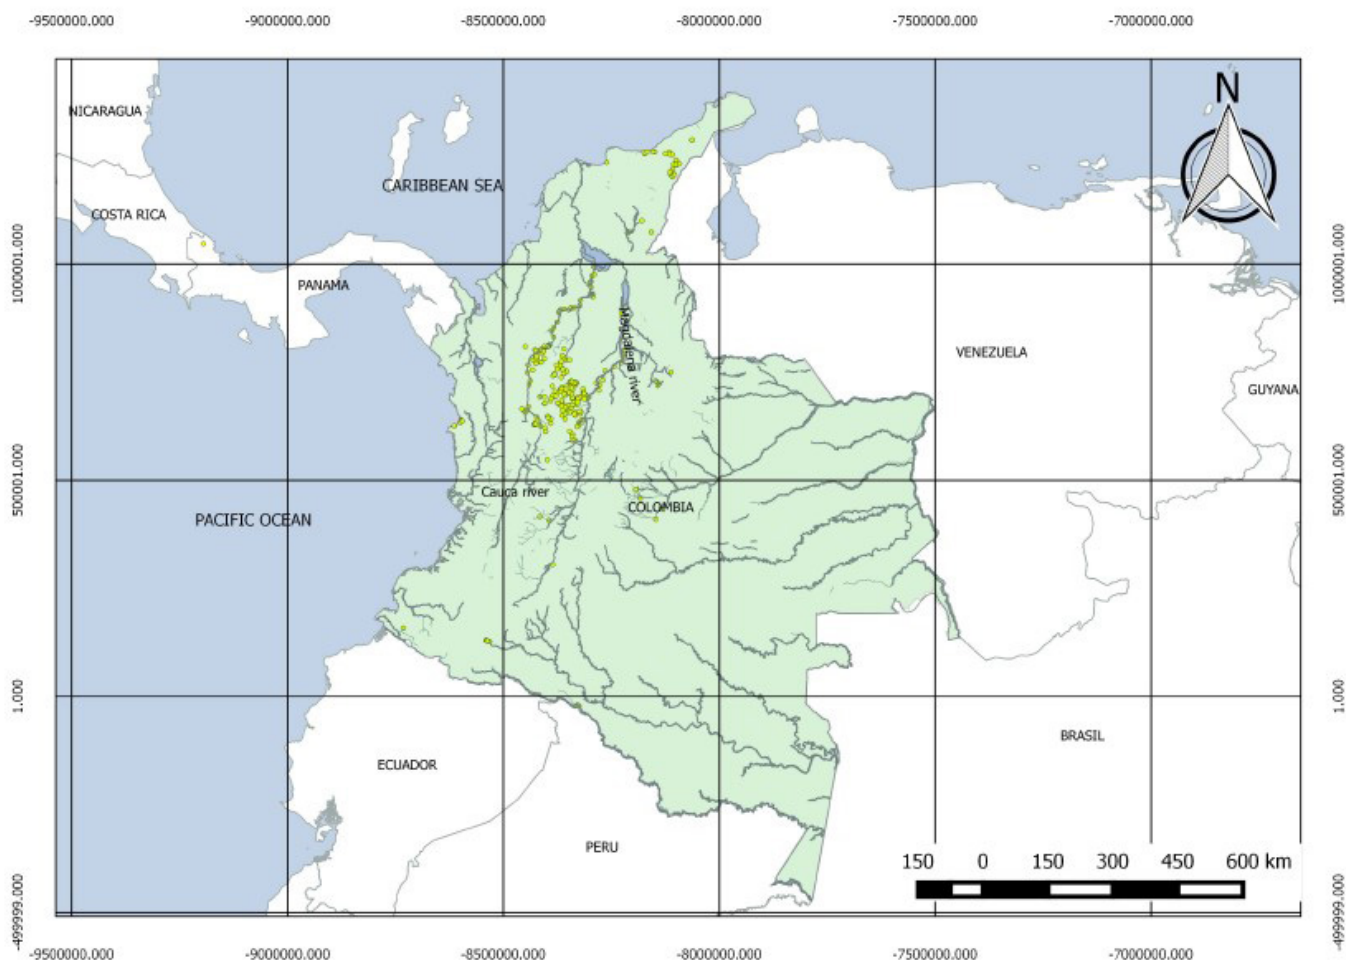 -9500000.000 -9000000.000 -8500000.000 -8000000.000 -7500000.000 -7000000.000
N
NICARAGUA
CARIBBEAN SEA
COSTA RICA
1000001.000
1000001.000
PANAMA
Magdalena river
VENEZUELA
GUYANA
500001.000
500001.000
Cauca river
COLOMBIA
PACIFIC OCEAN
1.000
1.000
BRASIL
ECUADOR
PERU
150 0 150 300 450 600 km
-499999.000
-499999.000
-9500000.000 -9000000.000 -8500000.000 -8000000.000 -7500000.000 -7000000.000